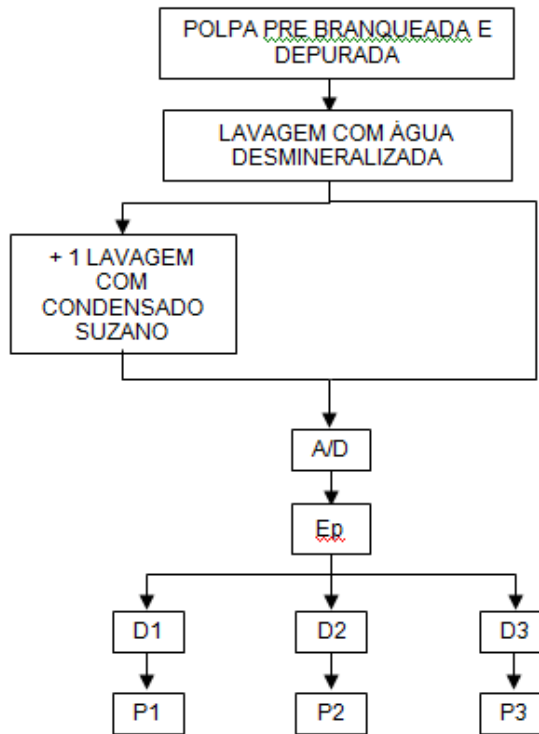 POLPA PRE BRANQUEADA E
DEPURADA
LAVAGEM COM ÀGUA
DESMINERALIZADA
+ 1 LAVAGEM
COM
CONDENSADO
SUZANO
A/D
Ep
D1
D2
D3
P1
P2
P3